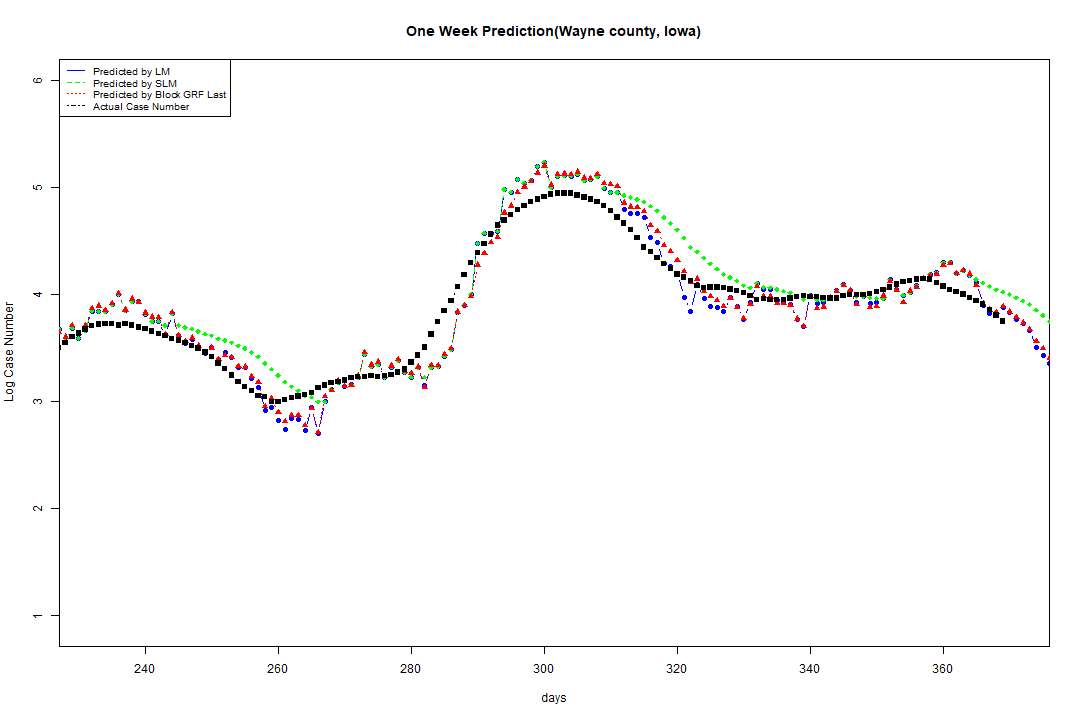 One Week Prediction(Wayne county, Iowa)
Predicted by LM
Predicted by SLM
Predicted by Block GRF Last
Actual Case Number
6
5
4
3
2
1
Log Case Number
240 260 280 300 320 340 360
days